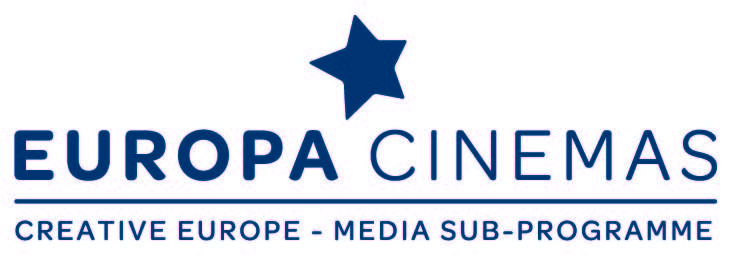 EUROPA CINEMAS
CREATIVE EUROPE - MEDIA SUB-PROGRAMME